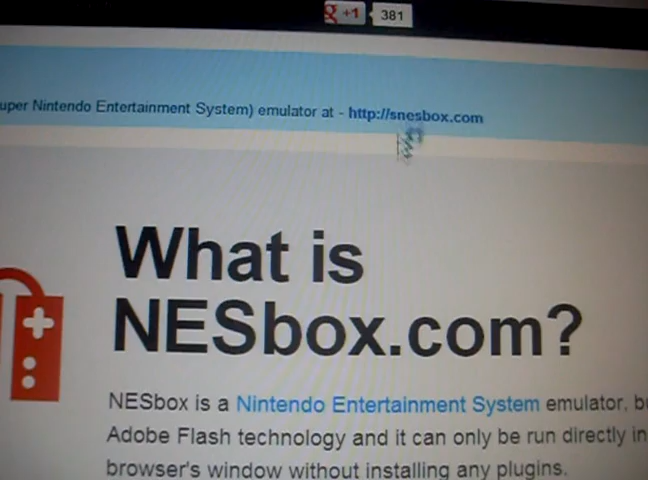 +1 381
uper Nintendo Entertainment System) emulator at - http://snesbox.com
What is
NESbox.com?
NESbox is a Nintendo Entertainment System emulator, b
Adobe Flash technology and it can only be run directly in
browser's window without installing any plugins.